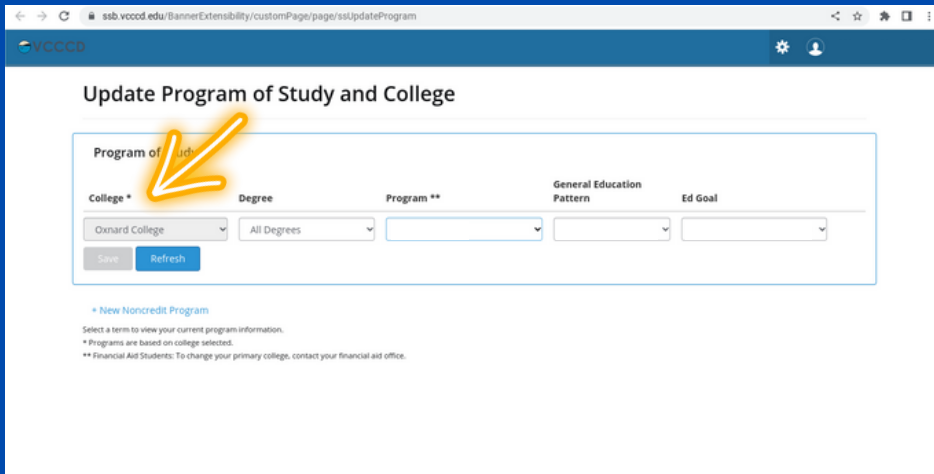 ssb.vcccd.edu/BannerExtensibility/customPage/page/ssUpdateProgram
VCCCD
Update Program of Study and College
Program of Study
College *
Degree
Program **
General Education
Pattern
Ed Goal
Oxnard College
All Degrees
Save
Refresh
+ New Noncredit Program
Select a term to view your current program information.
* Programs are based on college selected.
** Financial Aid Students: To change your primary college, contact your financial aid office.